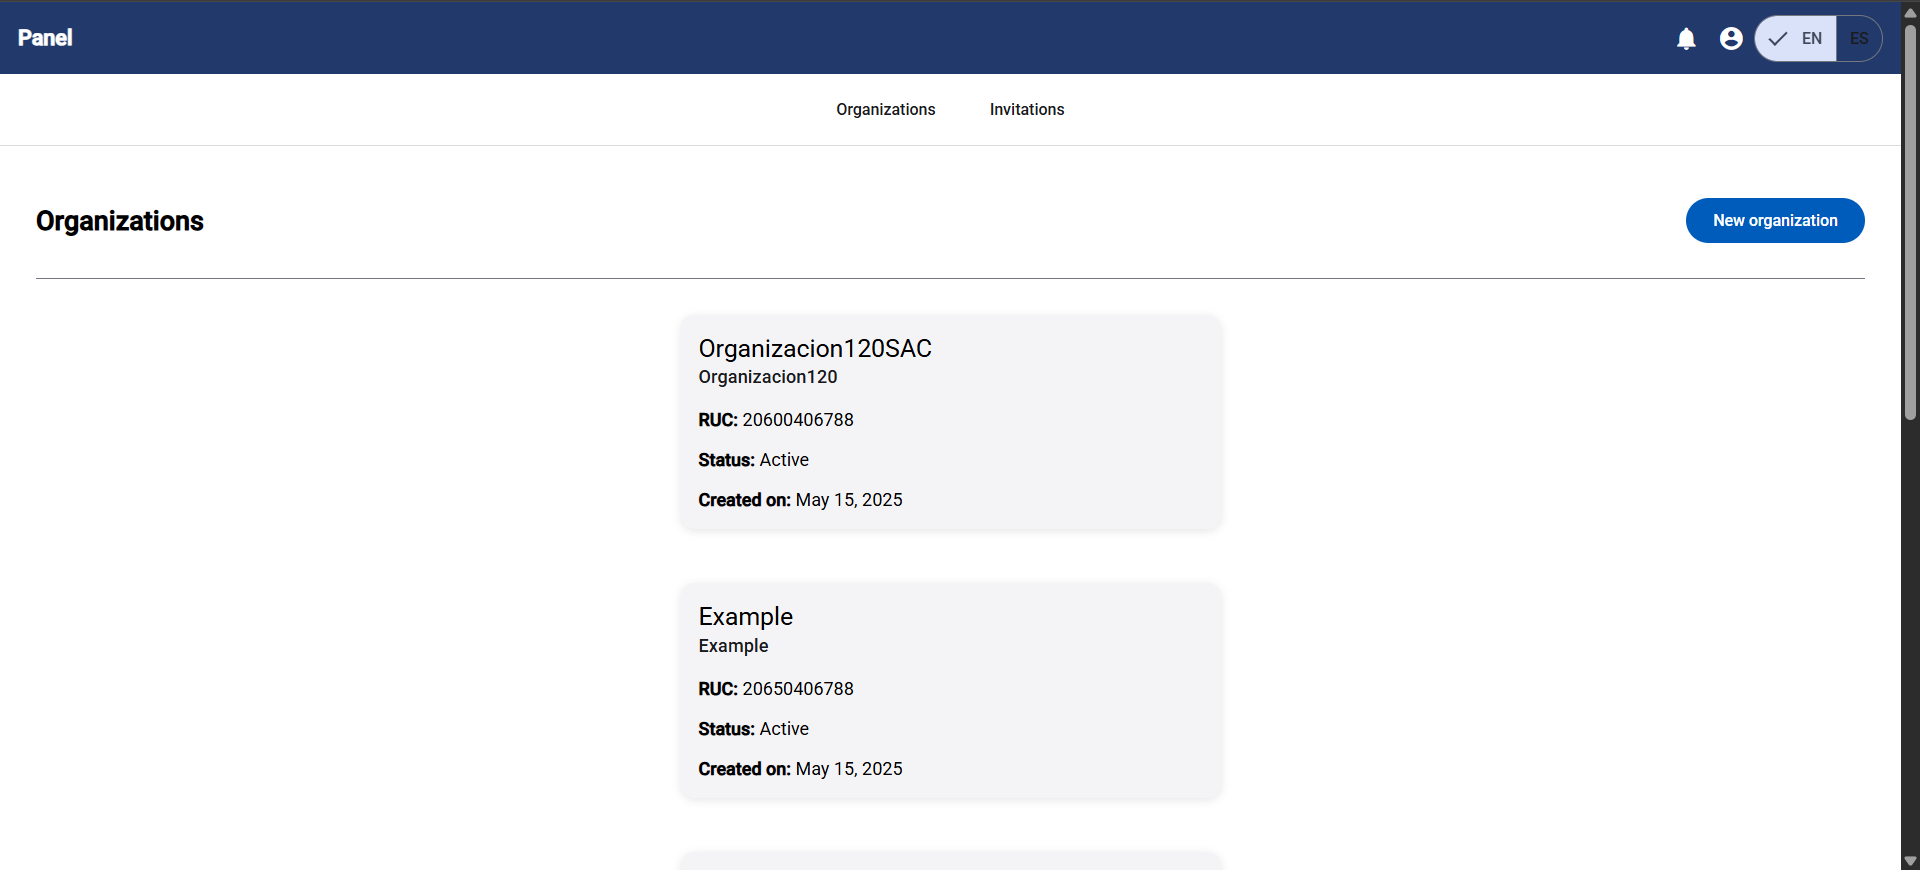 Panel
EN ES
Organizations Invitations
Organizations
New organization
Organizacion120SAC
Organizacion120
RUC: 20600406788
Status: Active
Created on: May 15, 2025
Example
Example
RUC: 20650406788
Status: Active
Created on: May 15, 2025